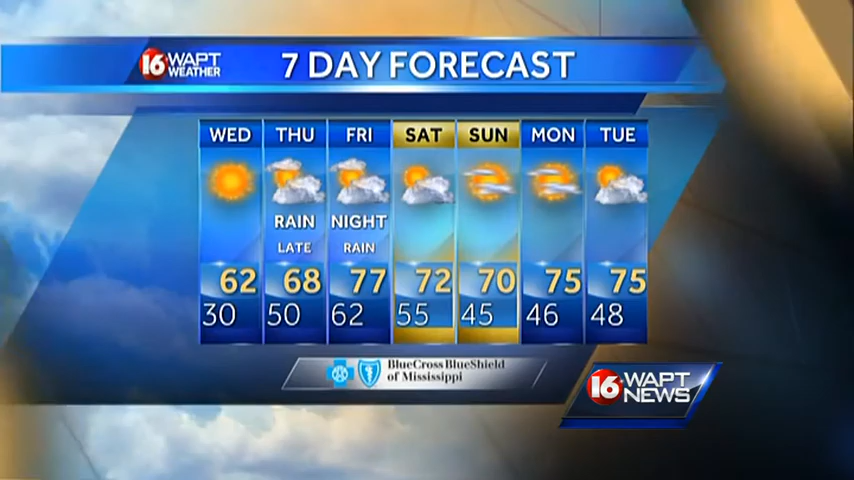 16 WAPT WEATHER
7 DAY FORECAST
WED THU FRI SAT SUN MON TUE
RAIN NIGHT
LATE RAIN
62 68 77 72 70 75 75
30 50 62 55 45 46 48
BlueCross BlueShield
of Mississippi
16 WAPT
NEWS